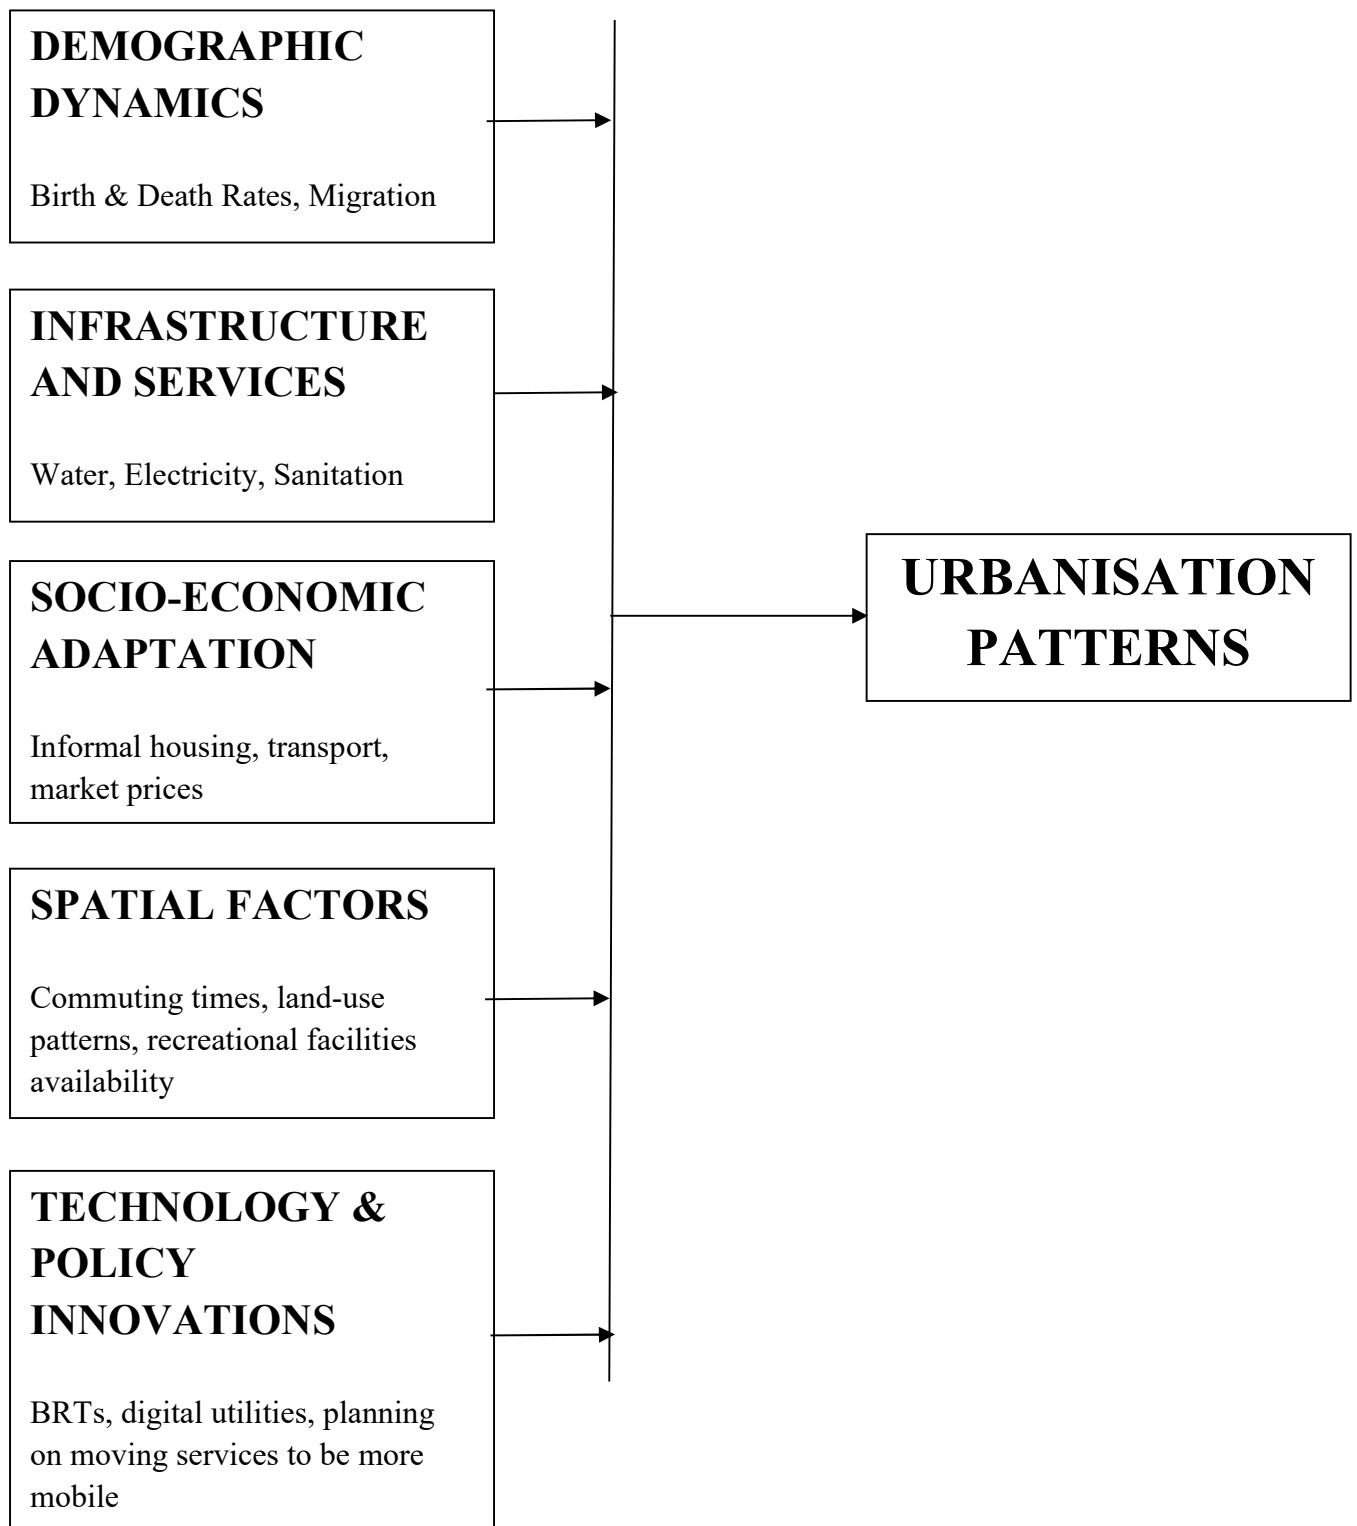 DEMOGRAPHIC
DYNAMICS
Birth & Death Rates, Migration
INFRASTRUCTURE
AND SERVICES
Water, Electricity, Sanitation
SOCIO-ECONOMIC
ADAPTATION
Informal housing, transport,
market prices
SPATIAL FACTORS
Commuting times, land-use
patterns, recreational facilities
availability
TECHNOLOGY &
POLICY
INNOVATIONS
BRTs, digital utilities, planning
on moving services to be more
mobile
URBANISATION
PATTERNS